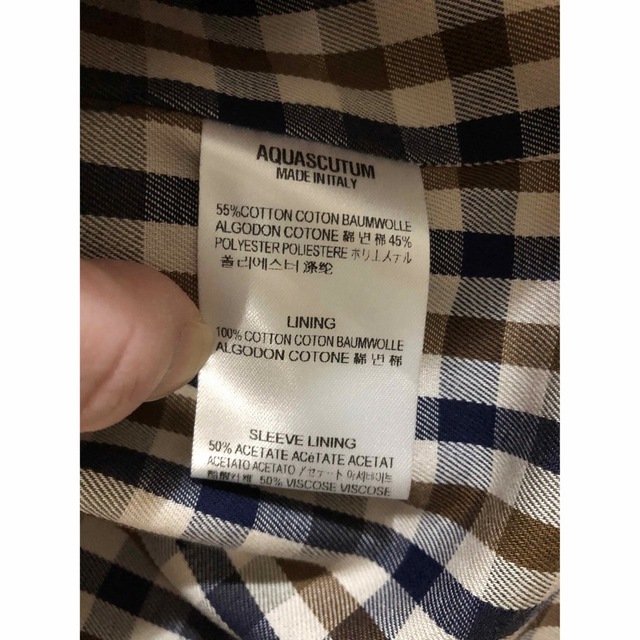 AQUASCUTUM
MADE IN ITALY
55%COTTON COTON BAUMWOLLE
ALGODON COTONE 綿 면 棉 45%
POLYESTER POLIESTERE ポリエステル
폴리에스터 涤纶
LINING
100% COTTON COTON BAUMWOLLE
ALGODON COTONE 綿 면 棉
SLEEVE LINING
50% ACETATE ACéTATE ACETAT
ACETATO ACETATO アセテート 아세테이트
50% VISCOSE VISCOSE